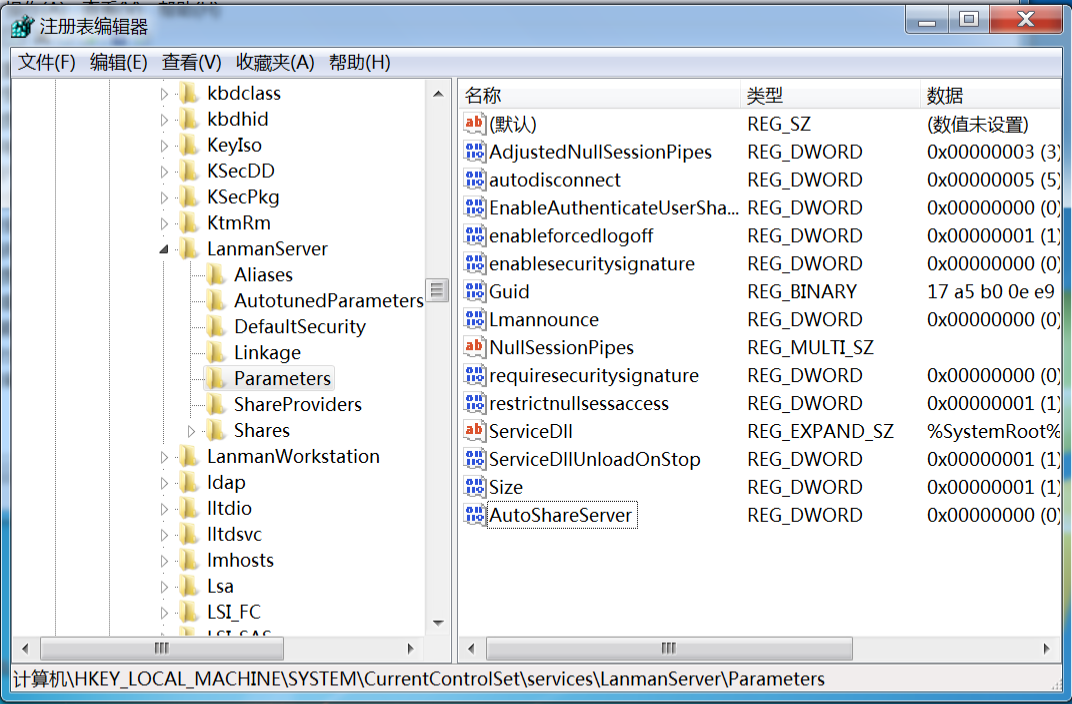 注册表编辑器
文件(F) 编辑(E) 查看(V) 收藏夹(A) 帮助(H)
kbdclass
kbdhid
KeyIso
KSecDD
KSecPkg
KtmRm
LanmanServer
Aliases
AutotunedParameters
DefaultSecurity
Linkage
Parameters
ShareProviders
Shares
LanmanWorkstation
ldap
lltdio
lltdsvc
lmhosts
Lsa
LSI_FC
LSI_SAS
名称 类型 数据
(默认) REG_SZ (数值未设置)
AdjustedNullSessionPipes REG_DWORD 0x00000003 (3)
autodisconnect REG_DWORD 0x00000005 (5)
EnableAuthenticateUserSha... REG_DWORD 0x00000000 (0)
enableforcedlogoff REG_DWORD 0x00000001 (1)
enablesecuritysignature REG_DWORD 0x00000000 (0)
Guid REG_BINARY 17 a5 b0 0e e9
Lmannounce REG_DWORD 0x00000000 (0)
NullSessionPipes REG_MULTI_SZ
requiresecuritysignature REG_DWORD 0x00000000 (0)
restrictnullsessaccess REG_DWORD 0x00000001 (1)
ServiceDll REG_EXPAND_SZ %SystemRoot%
ServiceDllUnloadOnStop REG_DWORD 0x00000001 (1)
Size REG_DWORD 0x00000001 (1)
AutoShareServer REG_DWORD 0x00000000 (0)
计算机\HKEY_LOCAL_MACHINE\SYSTEM\CurrentControlSet\services\LanmanServer\Parameters